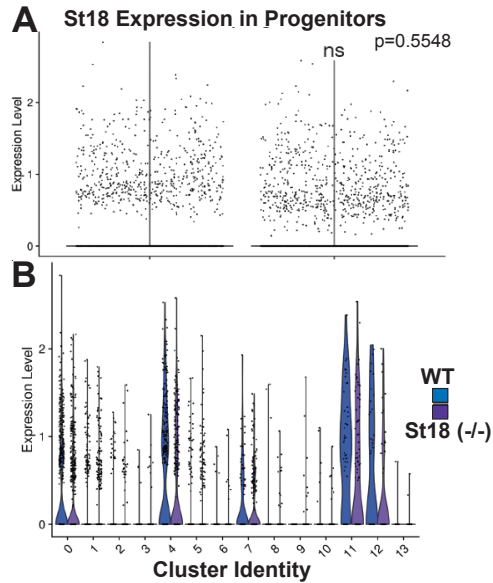 A
St18 Expression in Progenitors
ns
p=0.5548
Expression Level
2
1
0
B
Expression Level
2
1
0
WT
St18 (-/-)
0 1 2 3 4 5 6 7 8 9 10 11 12 13
Cluster Identity